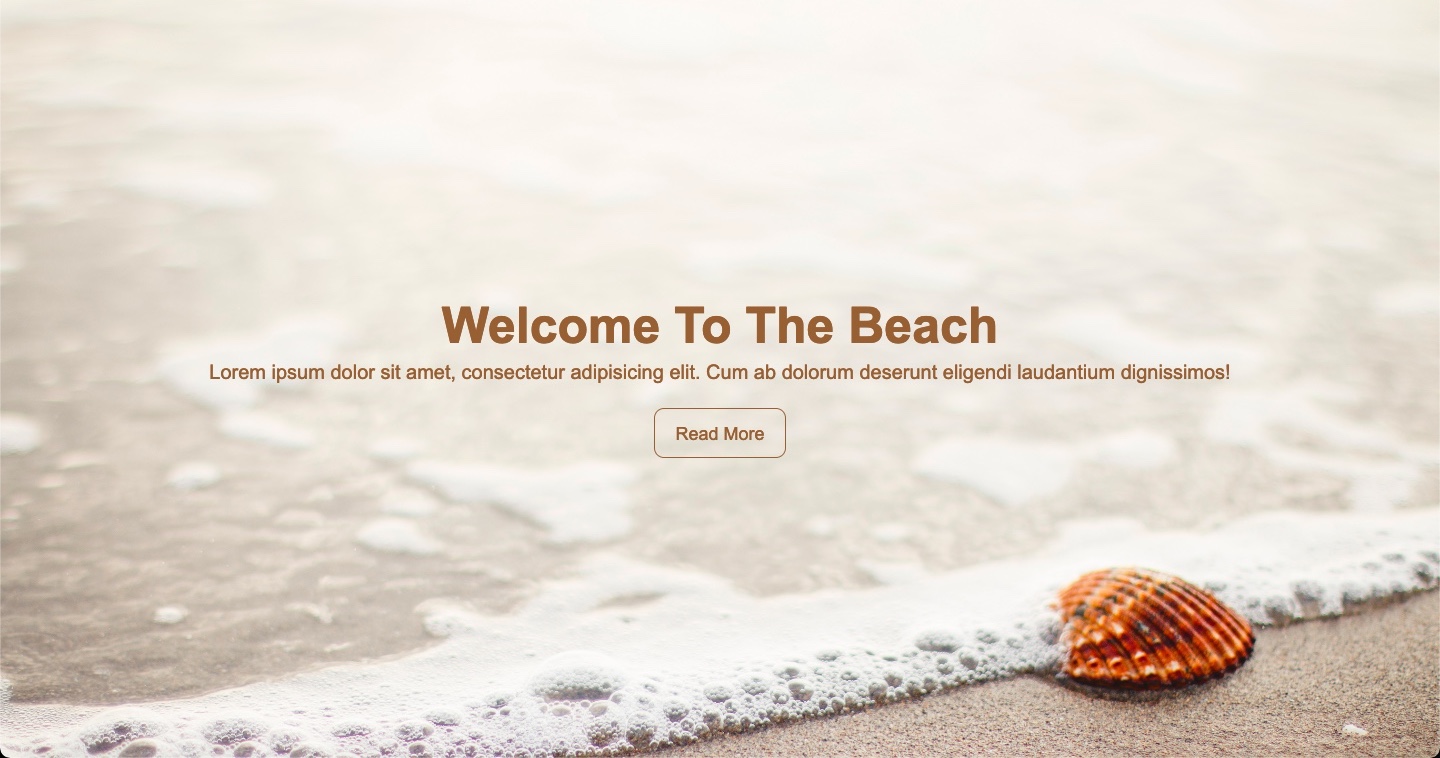 Welcome To The Beach
Lorem ipsum dolor sit amet, consectetur adipisicing elit. Cum ab dolorum deserunt eligendi laudantium dignissimos!
Read More